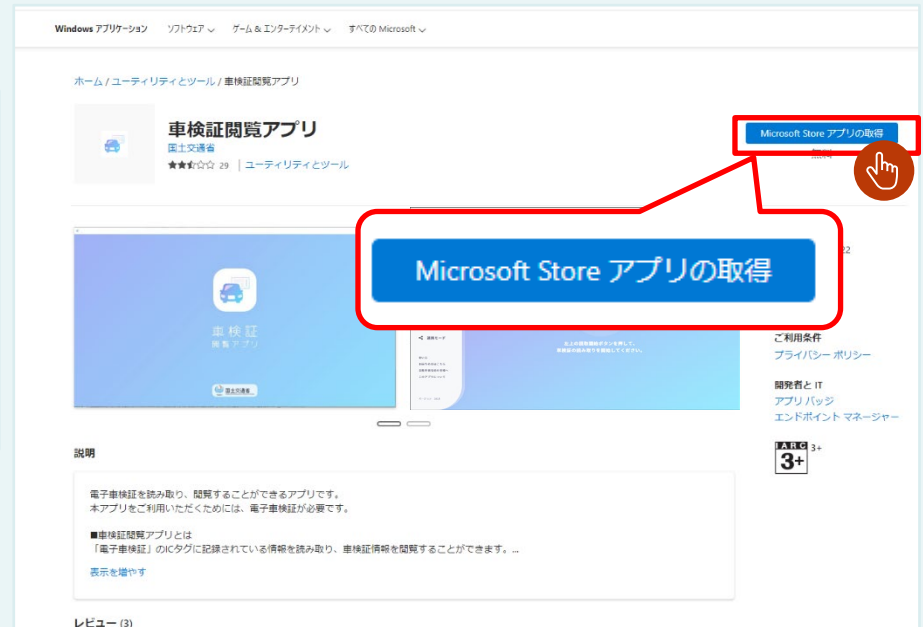 Windows アプリケーション ソフトウェア ゲーム & エンターテイメント すべての Microsoft
ホーム / ユーティリティとツール / 車検証閲覧アプリ
車検証閲覧アプリ
国土交通省
29 | ユーティリティとツール
Microsoft Store アプリの取得
無料
Microsoft Store アプリの取得
22
車検証
閲覧アプリ
国土交通省
ご利用条件
プライバシー ポリシー
開発者と IT
アプリ バッジ
エンドポイント マネージャー
IARC
3+
3+
説明
電子車検証を読み取り、閲覧することができるアプリです。
本アプリをご利用いただくためには、電子車検証が必要です。
■車検証閲覧アプリとは
「電子車検証」のICタグに記録されている情報を読み取り、車検証情報を閲覧することができます。...
表示を増やす
レビュー (3)